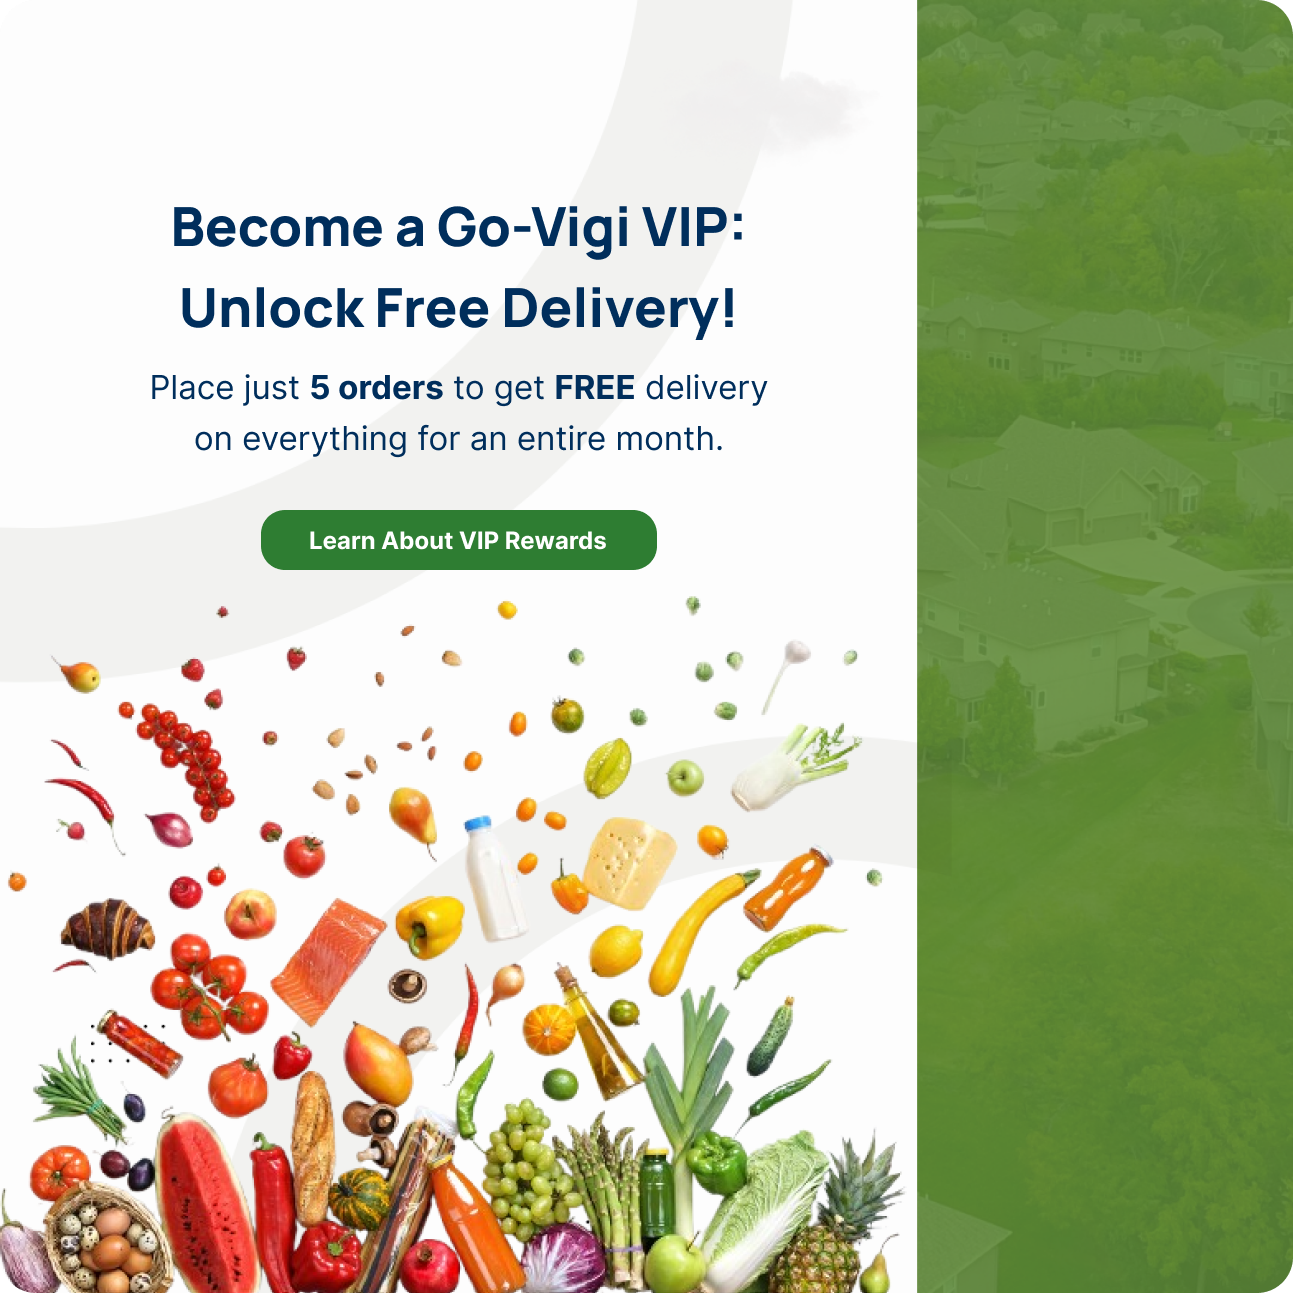 Become a Go-Vigi VIP:
Unlock Free Delivery!
Place just 5 orders to get FREE delivery
on everything for an entire month.
Learn About VIP Rewards